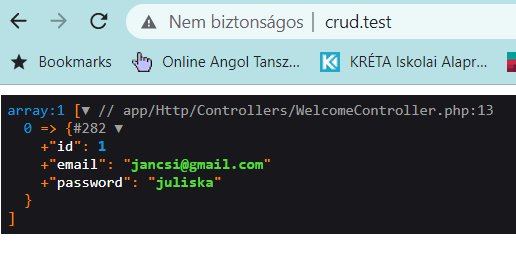 Nem biztonságos | crud.test
Bookmarks Online Angol Tansz... KRÉTA Iskolai Alapr...
array:1 [▼ // app/Http/Controllers/WelcomeController.php:13
0 => {#282 ▼
+"id": 1
+"email": "jancsi@gmail.com"
+"password": "juliska"
}
]